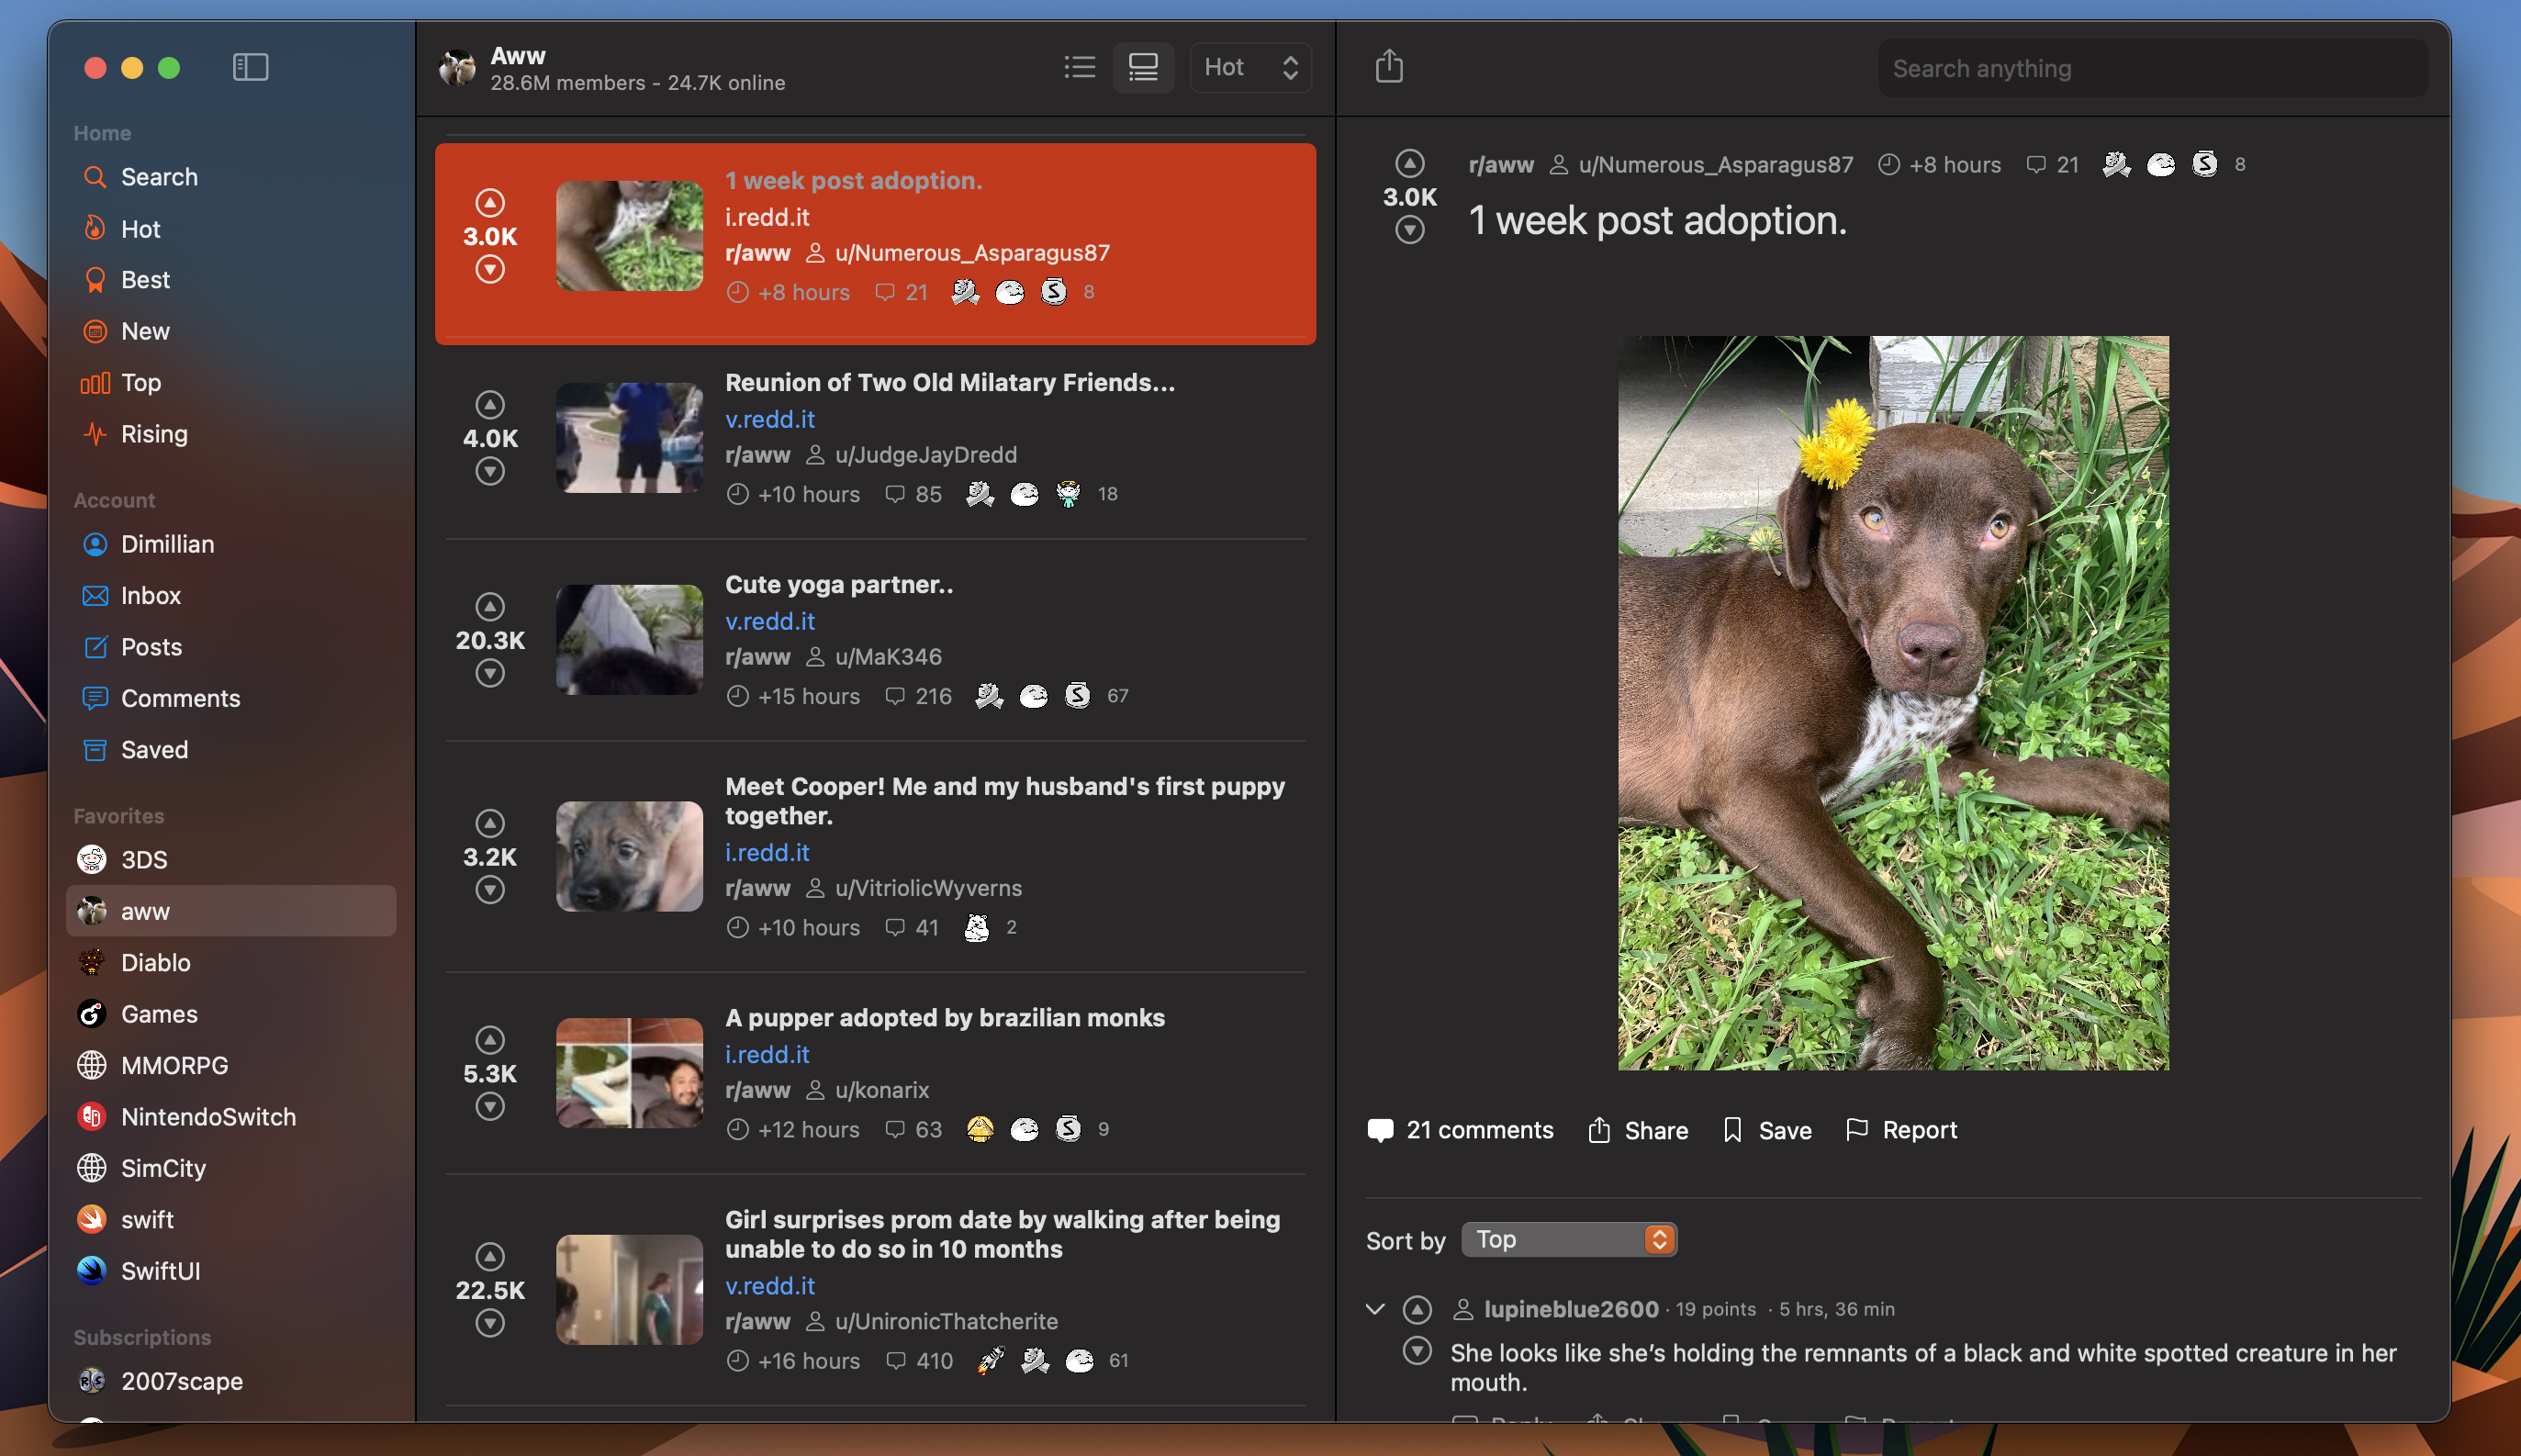 Home
Search
Hot
Best
New
Top
Rising
Account
Dimillian
Inbox
Posts
Comments
Saved
Favorites
3DS
aww
Diablo
Games
MMORPG
NintendoSwitch
SimCity
swift
SwiftUI
Subscriptions
2007scape
Aww
28.6M members - 24.7K online
Hot
3.0K
1 week post adoption.
i.redd.it
r/aww u/Numerous_Asparagus87
+8 hours 21 8
4.0K
Reunion of Two Old Milatary Friends...
v.redd.it
r/aww u/JudgeJayDredd
+10 hours 85 18
20.3K
Cute yoga partner..
v.redd.it
r/aww u/MaK346
+15 hours 216 67
3.2K
Meet Cooper! Me and my husband's first puppy
together.
i.redd.it
r/aww u/VitriolicWyverns
+10 hours 41 2
5.3K
A pupper adopted by brazilian monks
i.redd.it
r/aww u/konarix
+12 hours 63 9
22.5K
Girl surprises prom date by walking after being
unable to do so in 10 months
v.redd.it
r/aww u/UnironicThatcherite
+16 hours 410 61
Search anything
r/aww u/Numerous_Asparagus87 +8 hours 21 8
3.0K
1 week post adoption.
21 comments Share Save Report
Sort by Top
lupineblue2600 · 19 points · 5 hrs, 36 min
She looks like she’s holding the remnants of a black and white spotted creature in her
mouth.